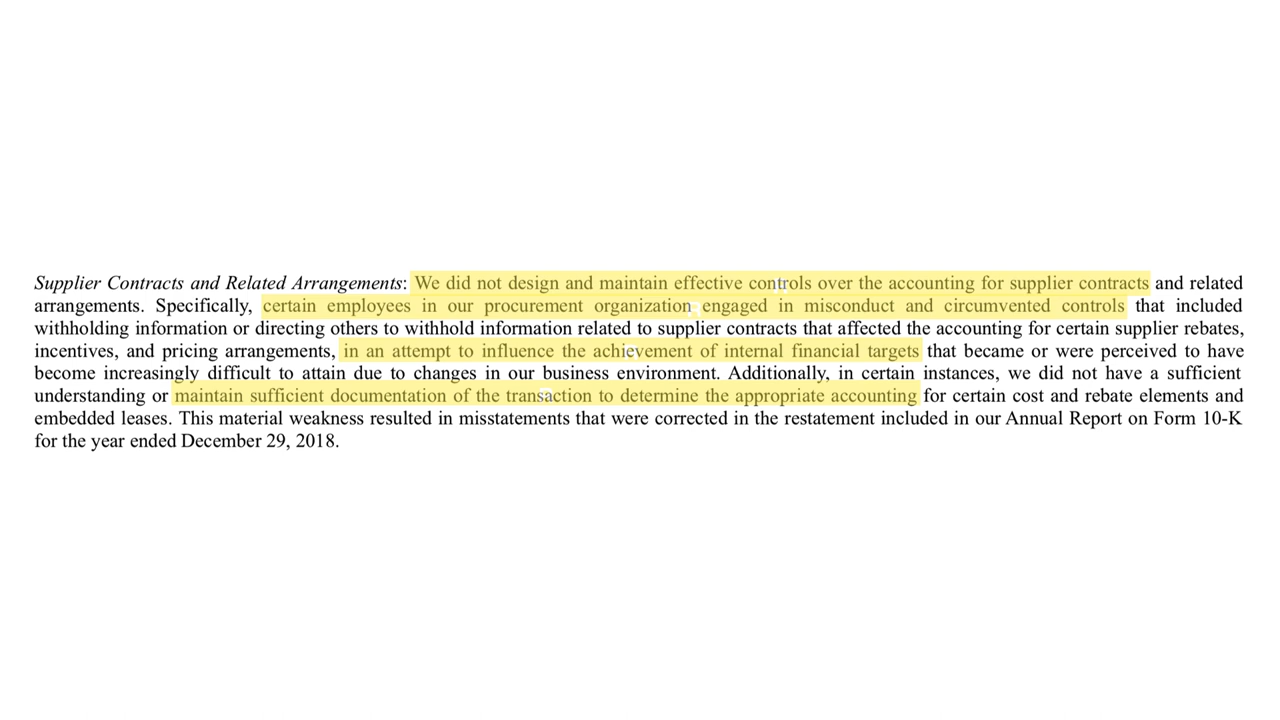 Supplier Contracts and Related Arrangements: We did not design and maintain effective controls over the accounting for supplier contracts and related
arrangements. Specifically, certain employees in our procurement organization engaged in misconduct and circumvented controls that included
withholding information or directing others to withhold information related to supplier contracts that affected the accounting for certain supplier rebates,
incentives, and pricing arrangements, in an attempt to influence the achievement of internal financial targets that became or were perceived to have
become increasingly difficult to attain due to changes in our business environment. Additionally, in certain instances, we did not have a sufficient
understanding or maintain sufficient documentation of the transaction to determine the appropriate accounting for certain cost and rebate elements and
embedded leases. This material weakness resulted in misstatements that were corrected in the restatement included in our Annual Report on Form 10-K
for the year ended December 29, 2018.